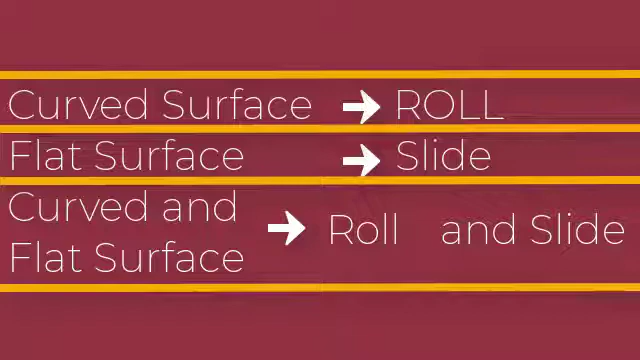 Curved Surface → ROLL
Flat Surface → Slide
Curved and
Flat Surface → Roll and Slide